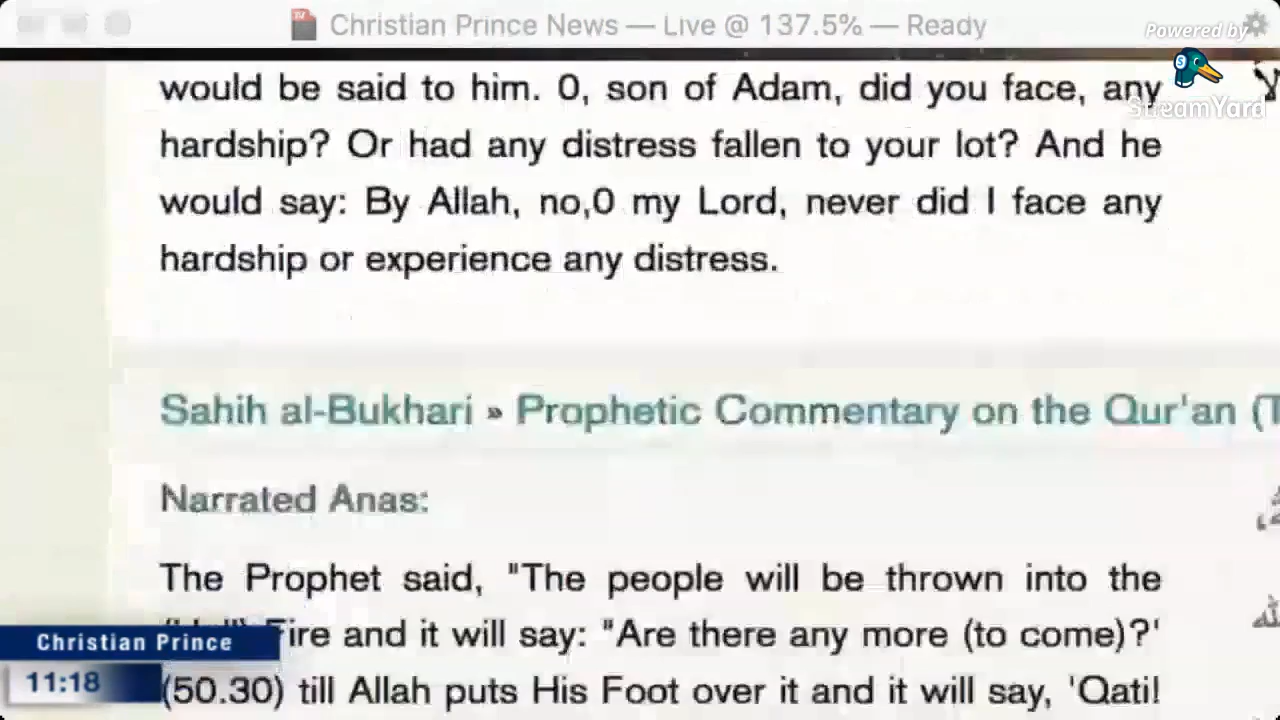 Christian Prince News — Live @ 137.5% — Ready
Powered by
StreamYard
would be said to him. 0, son of Adam, did you face, any
hardship? Or had any distress fallen to your lot? And he
would say: By Allah, no,0 my Lord, never did I face any
hardship or experience any distress.
Sahih al-Bukhari » Prophetic Commentary on the Qur'an (T
Narrated Anas:
The Prophet said, "The people will be thrown into the
Fire and it will say: "Are there any more (to come)?'
(50.30) till Allah puts His Foot over it and it will say, 'Qati!
Christian Prince
11:18